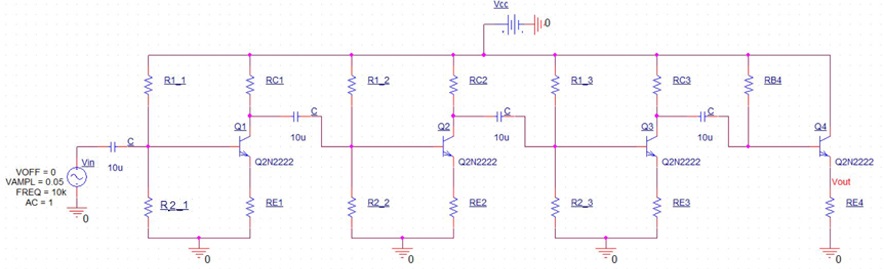 Vcc
0
R1_1
RC1
R1_2
RC2
R1_3
RC3
RB4
C
C
C
C
10u
10u
10u
10u
Q1
Q2
Q3
Q4
Q2N2222
Q2N2222
Q2N2222
Q2N2222
Vin
VOFF = 0
VAMPL = 0.05
FREQ = 10k
AC = 1
0
Vout
R2_1
RE1
R2_2
RE2
R2_3
RE3
RE4
0
0
0
0